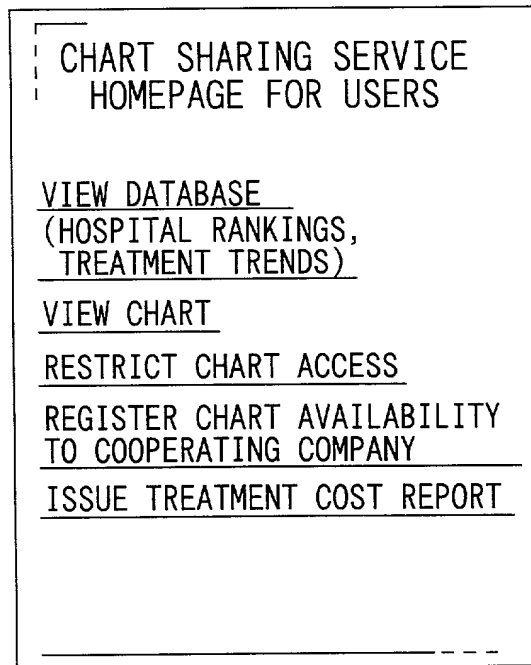 CHART SHARING SERVICE
HOMEPAGE FOR USERS
VIEW DATABASE
(HOSPITAL RANKINGS,
TREATMENT TRENDS)
VIEW CHART
RESTRICT CHART ACCESS
REGISTER CHART AVAILABILITY
TO COOPERATING COMPANY
ISSUE TREATMENT COST REPORT